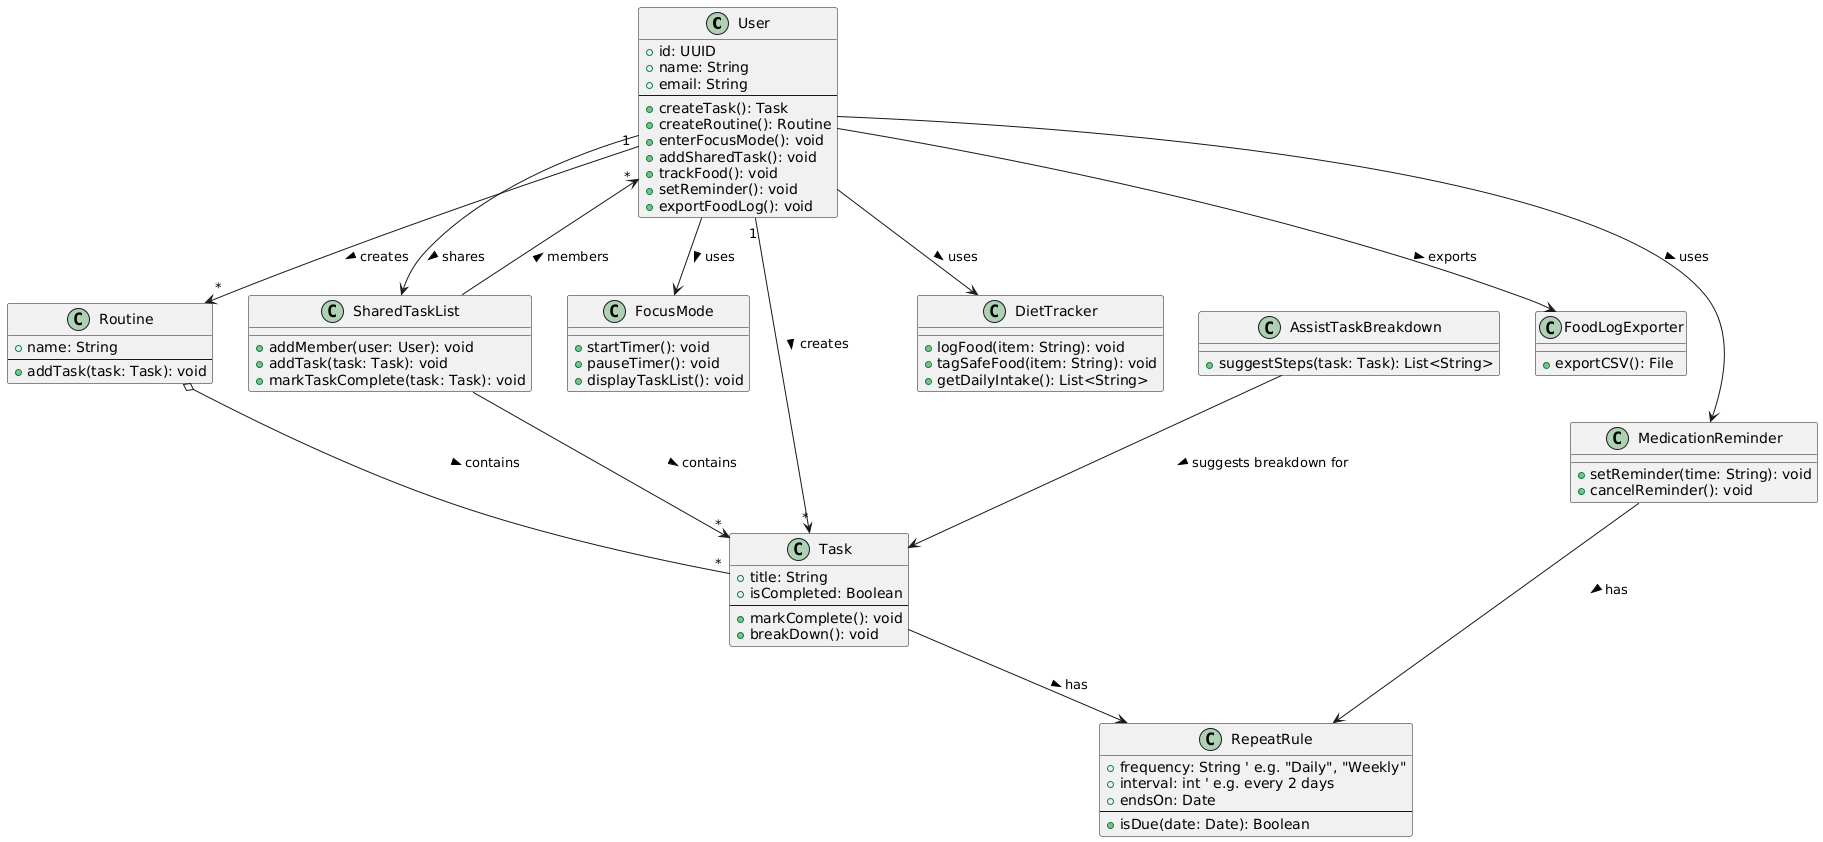 C User
id: UUID
name: String
email: String
createTask(): Task
createRoutine(): Routine
enterFocusMode(): void
addSharedTask(): void
trackFood(): void
setReminder(): void
exportFoodLog(): void
1
*
1
creates
shares
members
uses
uses
exports
uses
*
creates
C Routine
name: String
addTask(task: Task): void
C SharedTaskList
addMember(user: User): void
addTask(task: Task): void
markTaskComplete(task: Task): void
C FocusMode
startTimer(): void
pauseTimer(): void
displayTaskList(): void
C DietTracker
logFood(item: String): void
tagSafeFood(item: String): void
getDailyIntake(): List<String>
C AssistTaskBreakdown
suggestSteps(task: Task): List<String>
C FoodLogExporter
exportCSV(): File
C MedicationReminder
setReminder(time: String): void
cancelReminder(): void
contains
contains
suggests breakdown for
*
*
*
C Task
title: String
isCompleted: Boolean
markComplete(): void
breakDown(): void
has
has
C RepeatRule
frequency: String ' e.g. "Daily", "Weekly"
interval: int ' e.g. every 2 days
endsOn: Date
isDue(date: Date): Boolean